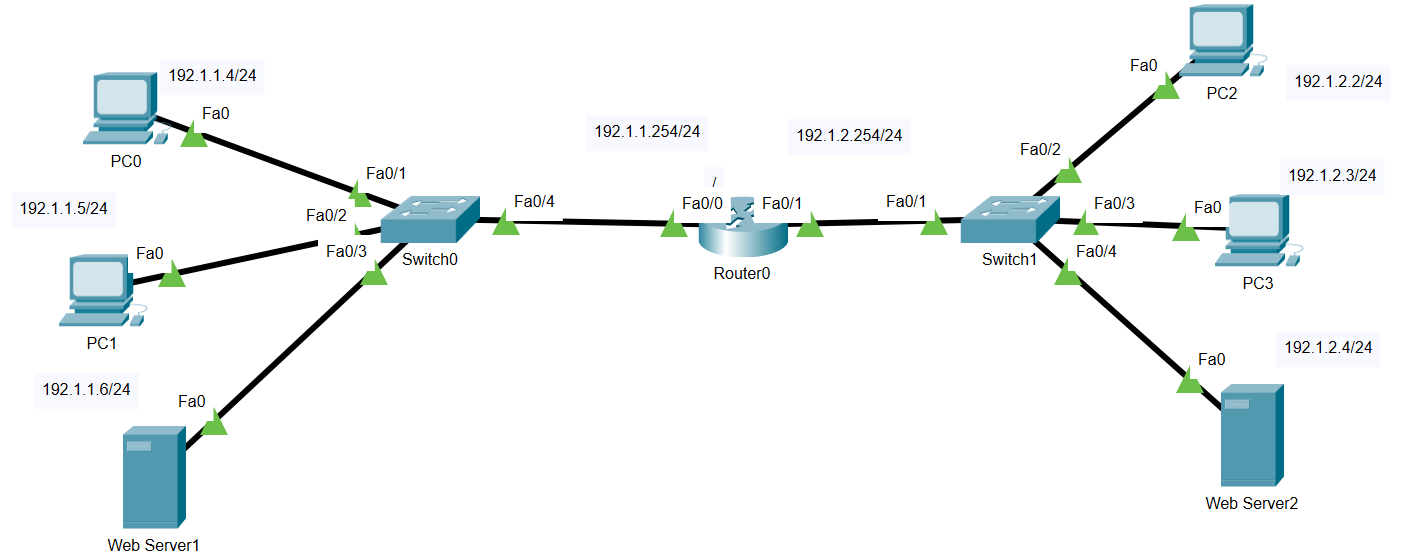 192.1.1.4/24
Fa0
PC0
Fa0/1
192.1.1.5/24
Fa0
PC1
Fa0/2
Fa0/3
Switch0
192.1.1.6/24
Fa0
Web Server1
Fa0/4
192.1.1.254/24
/
Fa0/0
Fa0/1
Router0
192.1.2.254/24
Fa0/1
Switch1
Fa0/2
Fa0
PC2
192.1.2.2/24
Fa0/3
Fa0
192.1.2.3/24
PC3
Fa0/4
Fa0
192.1.2.4/24
Web Server2